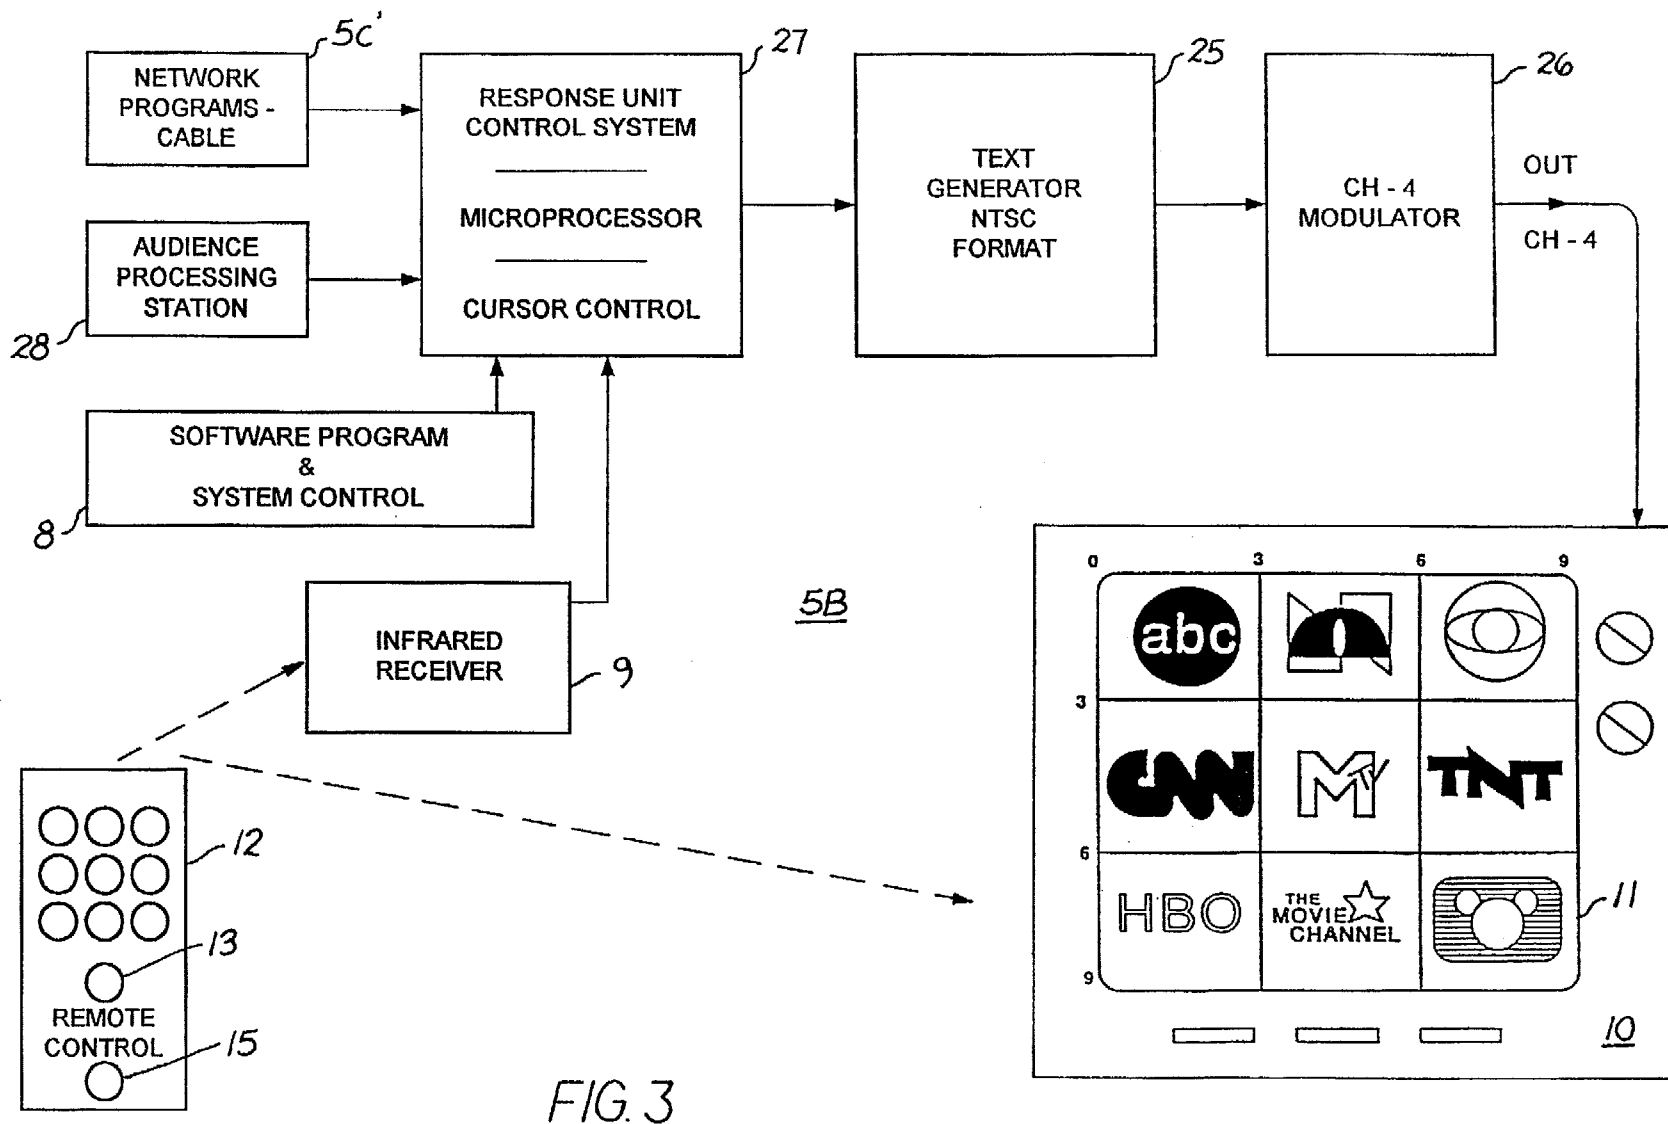 5C'
NETWORK
PROGRAMS -
CABLE
27
RESPONSE UNIT
CONTROL SYSTEM
MICROPROCESSOR
CURSOR CONTROL
25
TEXT
GENERATOR
NTSC
FORMAT
26
CH - 4
MODULATOR
OUT
CH - 4
AUDIENCE
PROCESSING
STATION
28
SOFTWARE PROGRAM
&
SYSTEM CONTROL
8
INFRARED
RECEIVER
9
5B
0 3 6 9
abc
3
CNN MTV TNT
6
HBO
THE
MOVIE
CHANNEL
9
11
10
12
13
REMOTE
CONTROL
15
FIG. 3